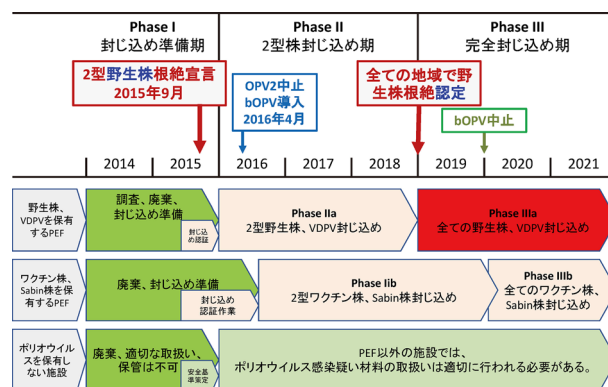 Phase I
封じ込め準備期
Phase II
2型株封じ込め期
Phase III
完全封じ込め期
2型野生株根絶宣言
2015年9月
OPV2中止
bOPV導入
2016年4月
全ての地域で野
生株根絶認定
bOPV中止
2014 2015 2016 2017 2018 2019 2020 2021
野生株、
VDPVを保有
するPEF
調査、廃棄、
封じ込め準備
封じ込
め認証
Phase IIa
2型野生株、VDPV封じ込め
Phase IIIa
全ての野生株、VDPV封じ込め
ワクチン株、
Sabin株を保
有するPEF
廃棄、封じ込め準備
封じ込め
認証作業
Phase Iib
2型ワクチン株、Sabin株封じ込め
Phase IIIb
全てのワクチン株、
Sabin株封じ込め
ポリオウイル
スを保有し
ない施設
廃棄、適切な取扱い、
保管は不可
安全基
準策定
PEF以外の施設では、
ポリオウイルス感染疑い材料の取扱いは適切に行われる必要がある。